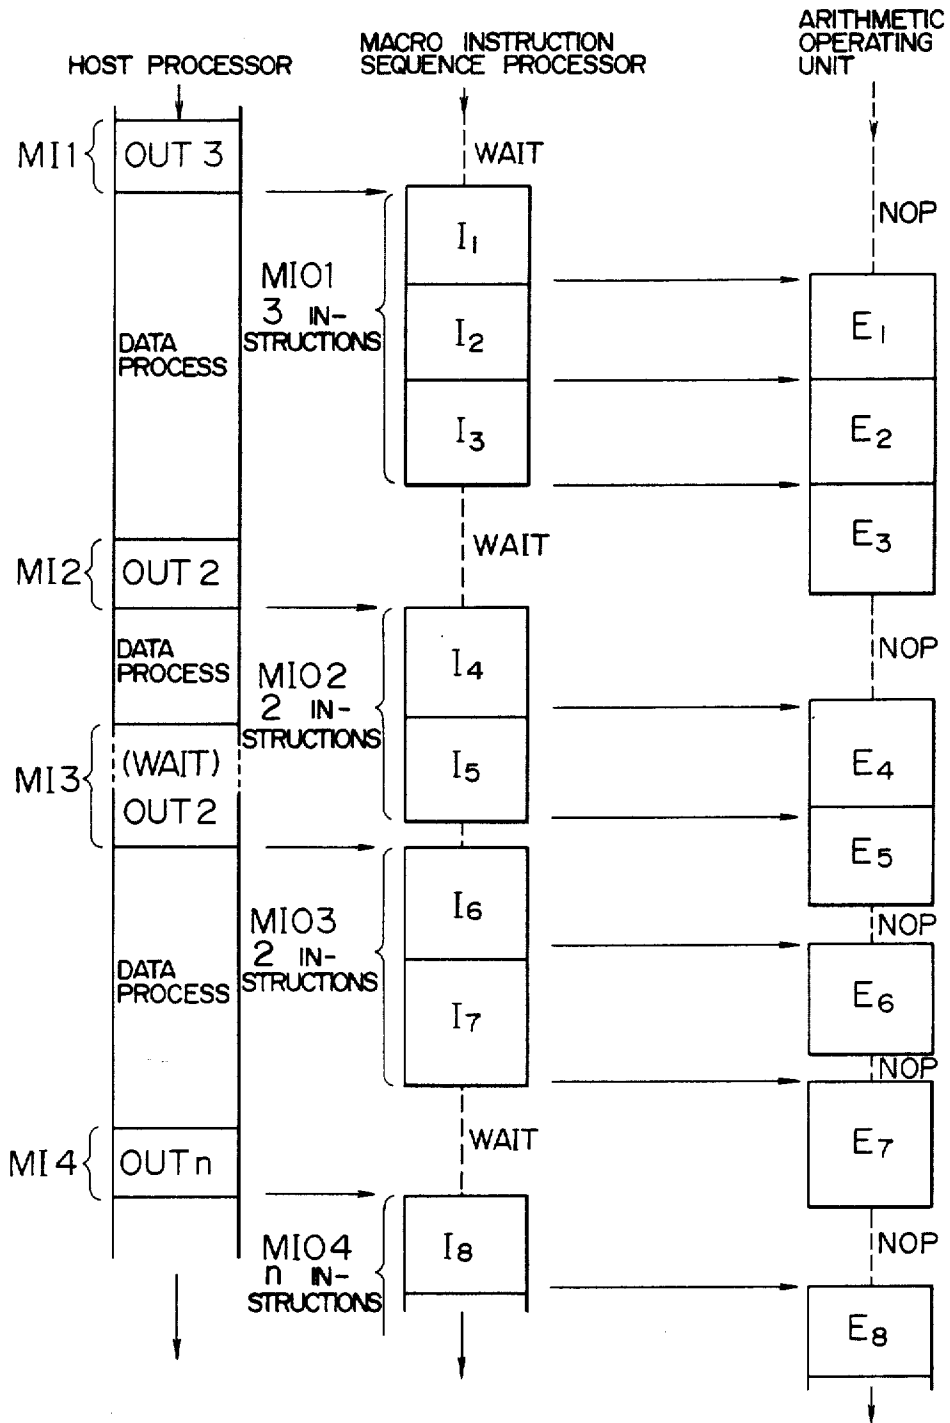 HOST PROCESSOR
MACRO INSTRUCTION
SEQUENCE PROCESSOR
ARITHMETIC
OPERATING
UNIT
MI1
OUT 3
WAIT
NOP
MIO1
3 IN-
STRUCTIONS
I1
I2
I3
DATA
PROCESS
E1
E2
E3
MI2
OUT 2
WAIT
NOP
DATA
PROCESS
MIO2
2 IN-
STRUCTIONS
I4
I5
E4
E5
MI3
(WAIT)
OUT 2
NOP
MIO3
2 IN-
STRUCTIONS
I6
I7
DATA
PROCESS
E6
NOP
E7
MI4
OUTn
WAIT
NOP
MIO4
n IN-
STRUCTIONS
I8
E8